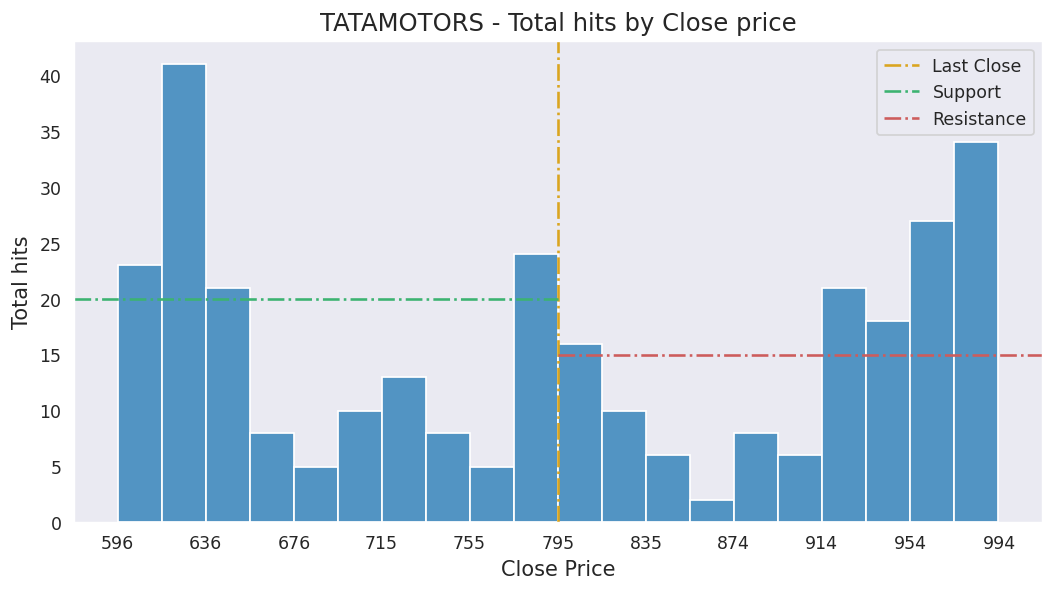 TATAMOTORS - Total hits by Close price
Last Close
Support
Resistance
Total hits
40
35
30
25
20
15
10
5
0
596 636 676 715 755 795 835 874 914 954 994
Close Price